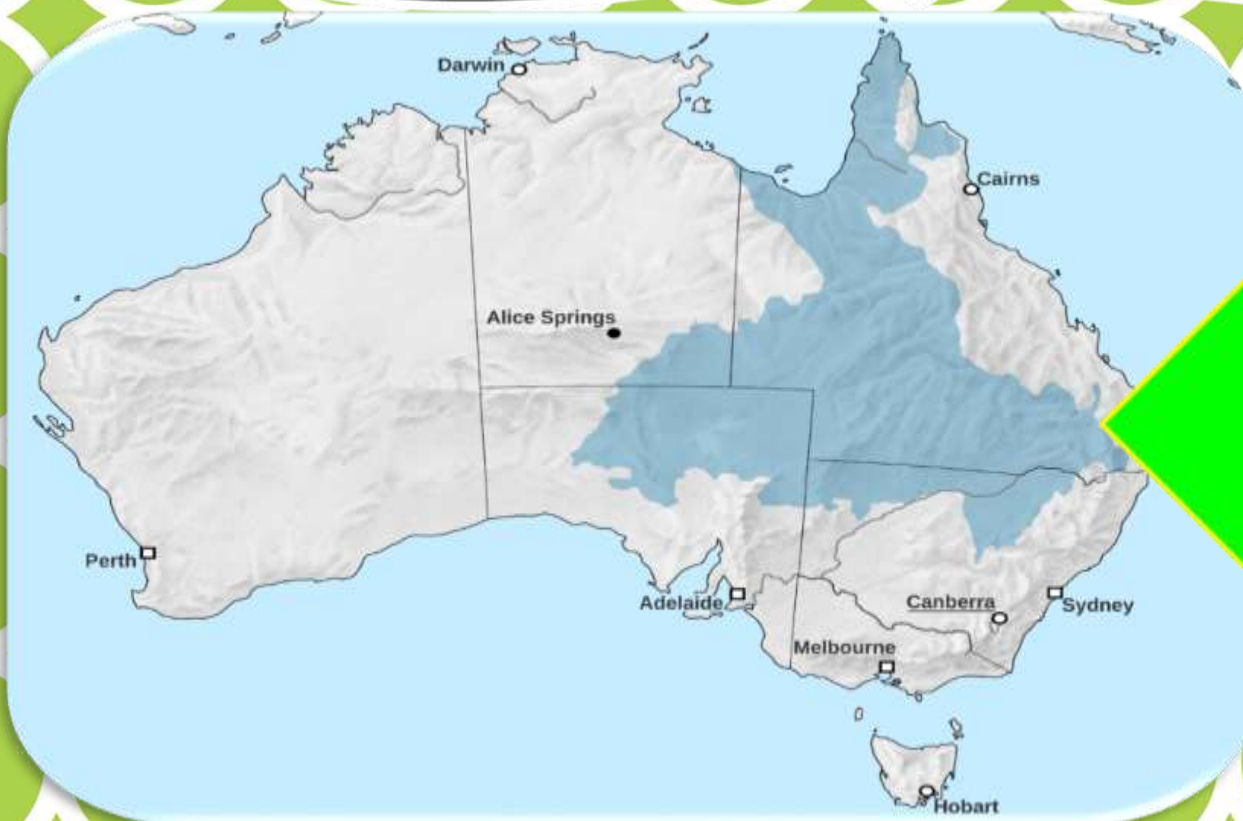 Darwin
Cairns
Alice Springs
Perth
Adelaide
Canberra
Sydney
Melbourne
Hobart